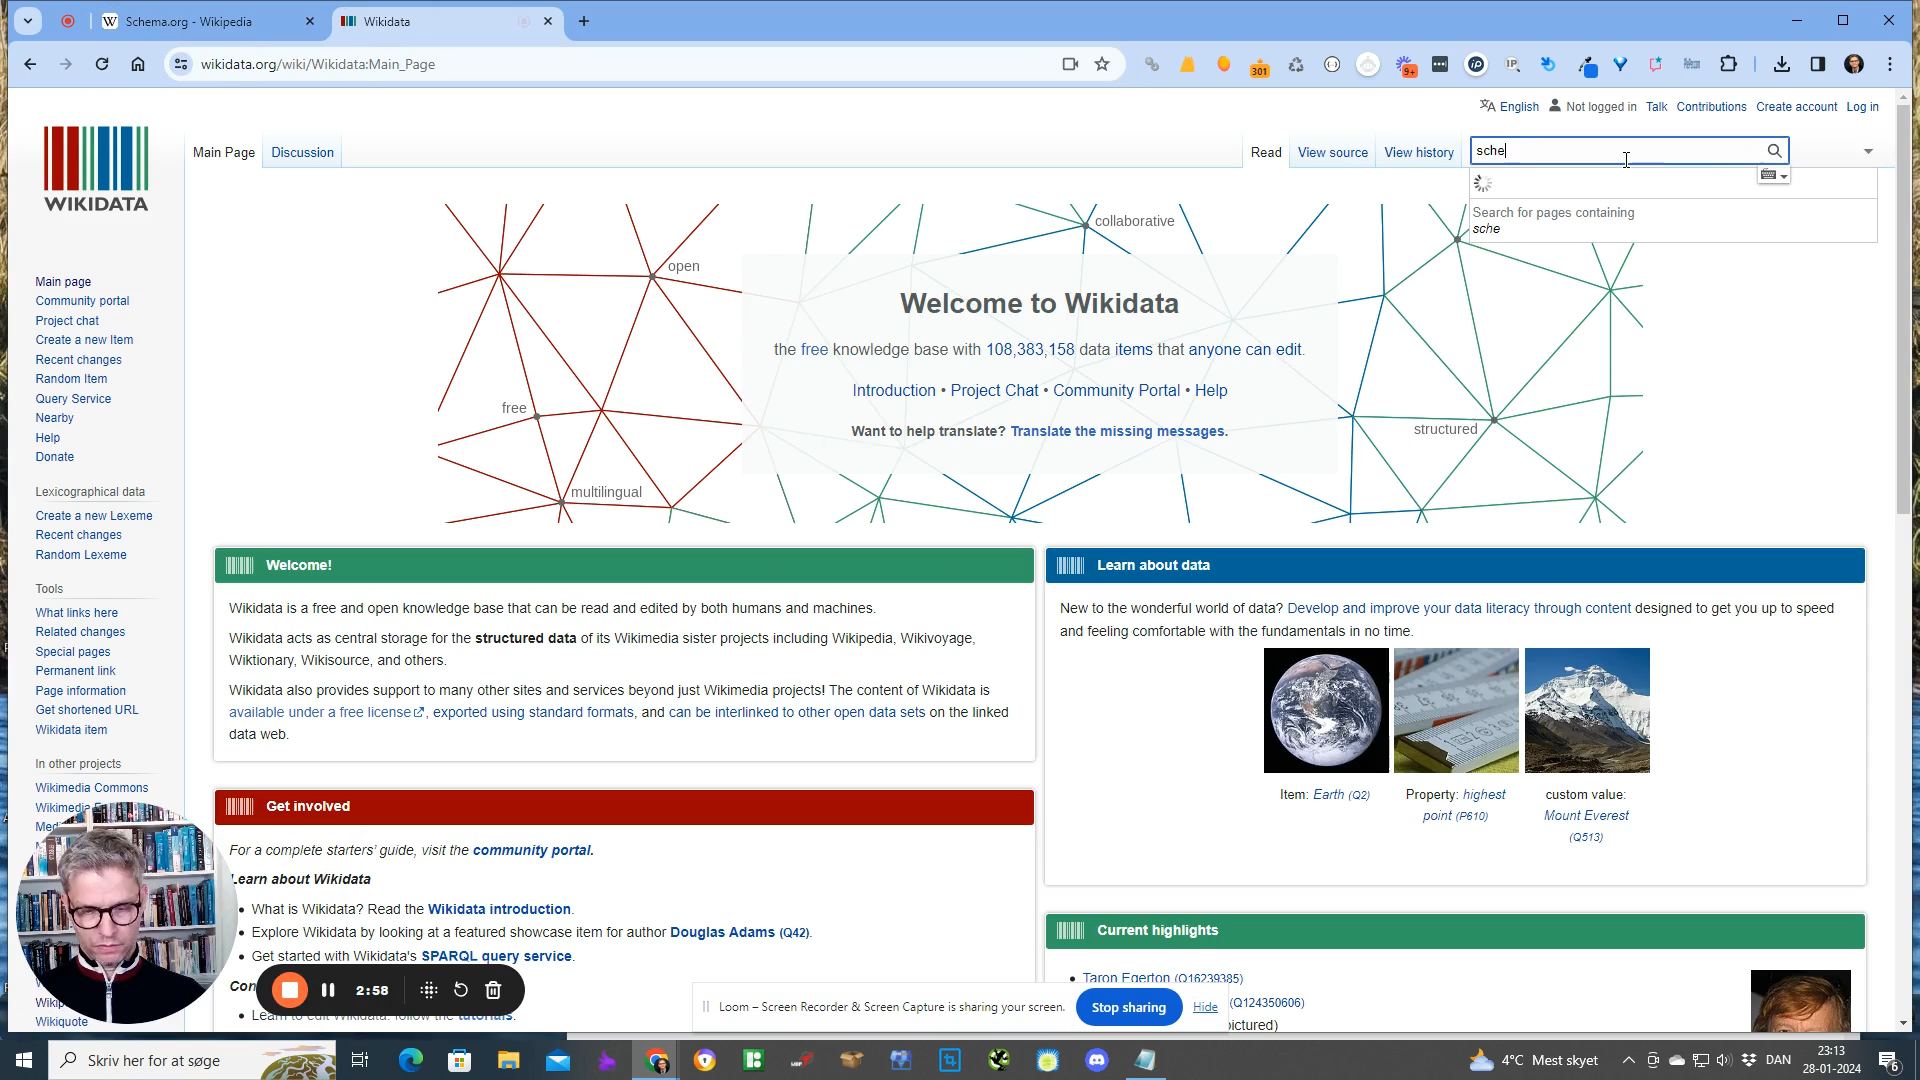 Schema.org - Wikipedia
Wikidata
wikidata.org/wiki/Wikidata:Main_Page
301
9+
English Not logged in Talk Contributions Create account Log in
WIKIDATA
Main Page Discussion
Read View source View history
sche
Search for pages containing
sche
Main page
Community portal
Project chat
Create a new Item
Recent changes
Random Item
Query Service
Nearby
Help
Donate
Lexicographical data
Create a new Lexeme
Recent changes
Random Lexeme
Tools
What links here
Related changes
Special pages
Permanent link
Page information
Get shortened URL
Wikidata item
In other projects
Wikimedia Commons
Wikiquote
collaborative
open
free
multilingual
structured
Welcome to Wikidata
the free knowledge base with 108,383,158 data items that anyone can edit.
Introduction • Project Chat • Community Portal • Help
Want to help translate? Translate the missing messages.
Welcome!
Wikidata is a free and open knowledge base that can be read and edited by both humans and machines.
Wikidata acts as central storage for the structured data of its Wikimedia sister projects including Wikipedia, Wikivoyage,
Wiktionary, Wikisource, and others.
Wikidata also provides support to many other sites and services beyond just Wikimedia projects! The content of Wikidata is
available under a free license, exported using standard formats, and can be interlinked to other open data sets on the linked
data web.
Get involved
For a complete starters' guide, visit the community portal.
Learn about Wikidata
• What is Wikidata? Read the Wikidata introduction.
• Explore Wikidata by looking at a featured showcase item for author Douglas Adams (Q42).
• Get started with Wikidata's SPARQL query service.
• Learn to edit Wikidata: follow the tutorials.
Learn about data
New to the wonderful world of data? Develop and improve your data literacy through content designed to get you up to speed
and feeling comfortable with the fundamentals in no time.
Item: Earth (Q2)
Property: highest
point (P610)
custom value:
Mount Everest
(Q513)
Current highlights
• Taron Egerton (Q16239385)
(Q124350606)
pictured)
2:58
Loom – Screen Recorder & Screen Capture is sharing your screen. Stop sharing Hide
Skriv her for at søge
4°C Mest skyet
DAN
23:13
28-01-2024
6